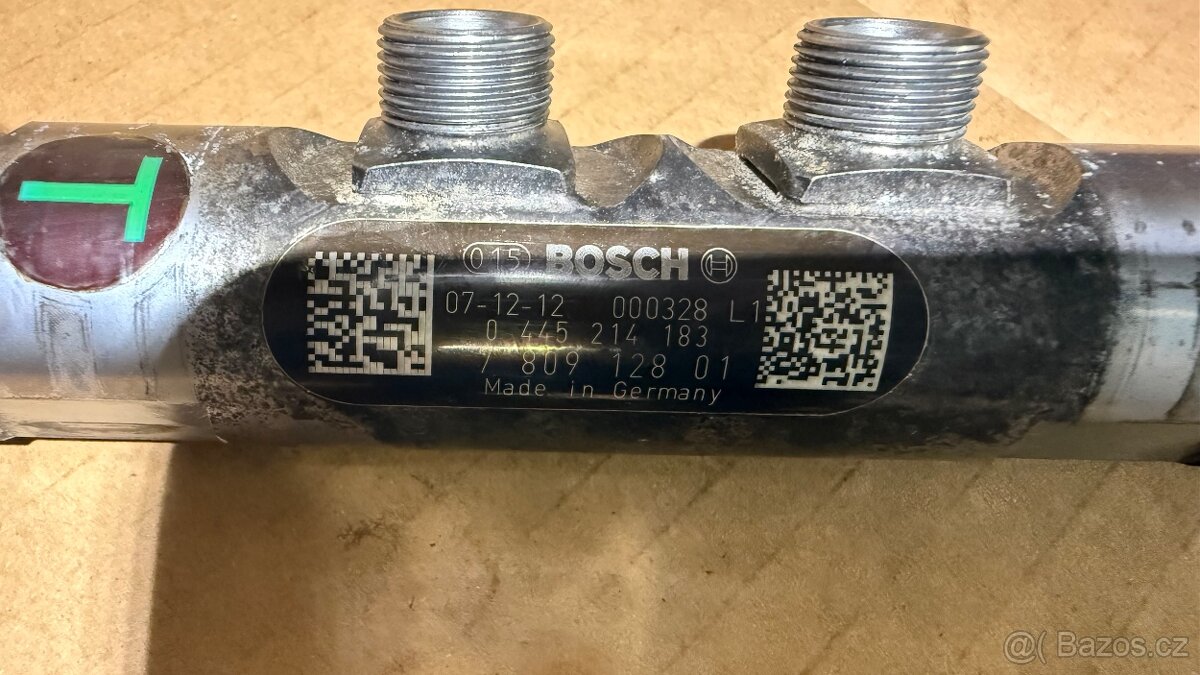 T
015 BOSCH
07-12-12 000328 L1
0 445 214 183
7 809 128 01
Made in Germany
@( Bazos.cz